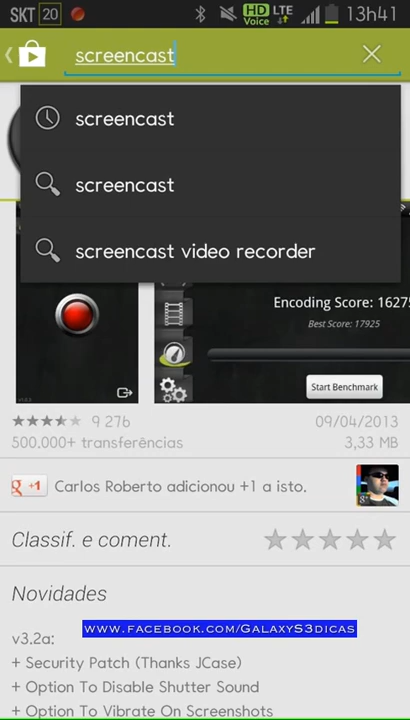 SKT 20 HD Voice LTE 13h41
screencast
screencast
screencast
screencast video recorder
Encoding Score: 16275
Best Score: 17925
Start Benchmark
9 276 09/04/2013
500.000+ transferências 3,33 MB
g +1 Carlos Roberto adicionou +1 a isto.
Classif. e coment.
Novidades
www.facebook.com/GalaxyS3dicas
v3.2a:
+ Security Patch (Thanks JCase)
+ Option To Disable Shutter Sound
+ Option To Vibrate On Screenshots